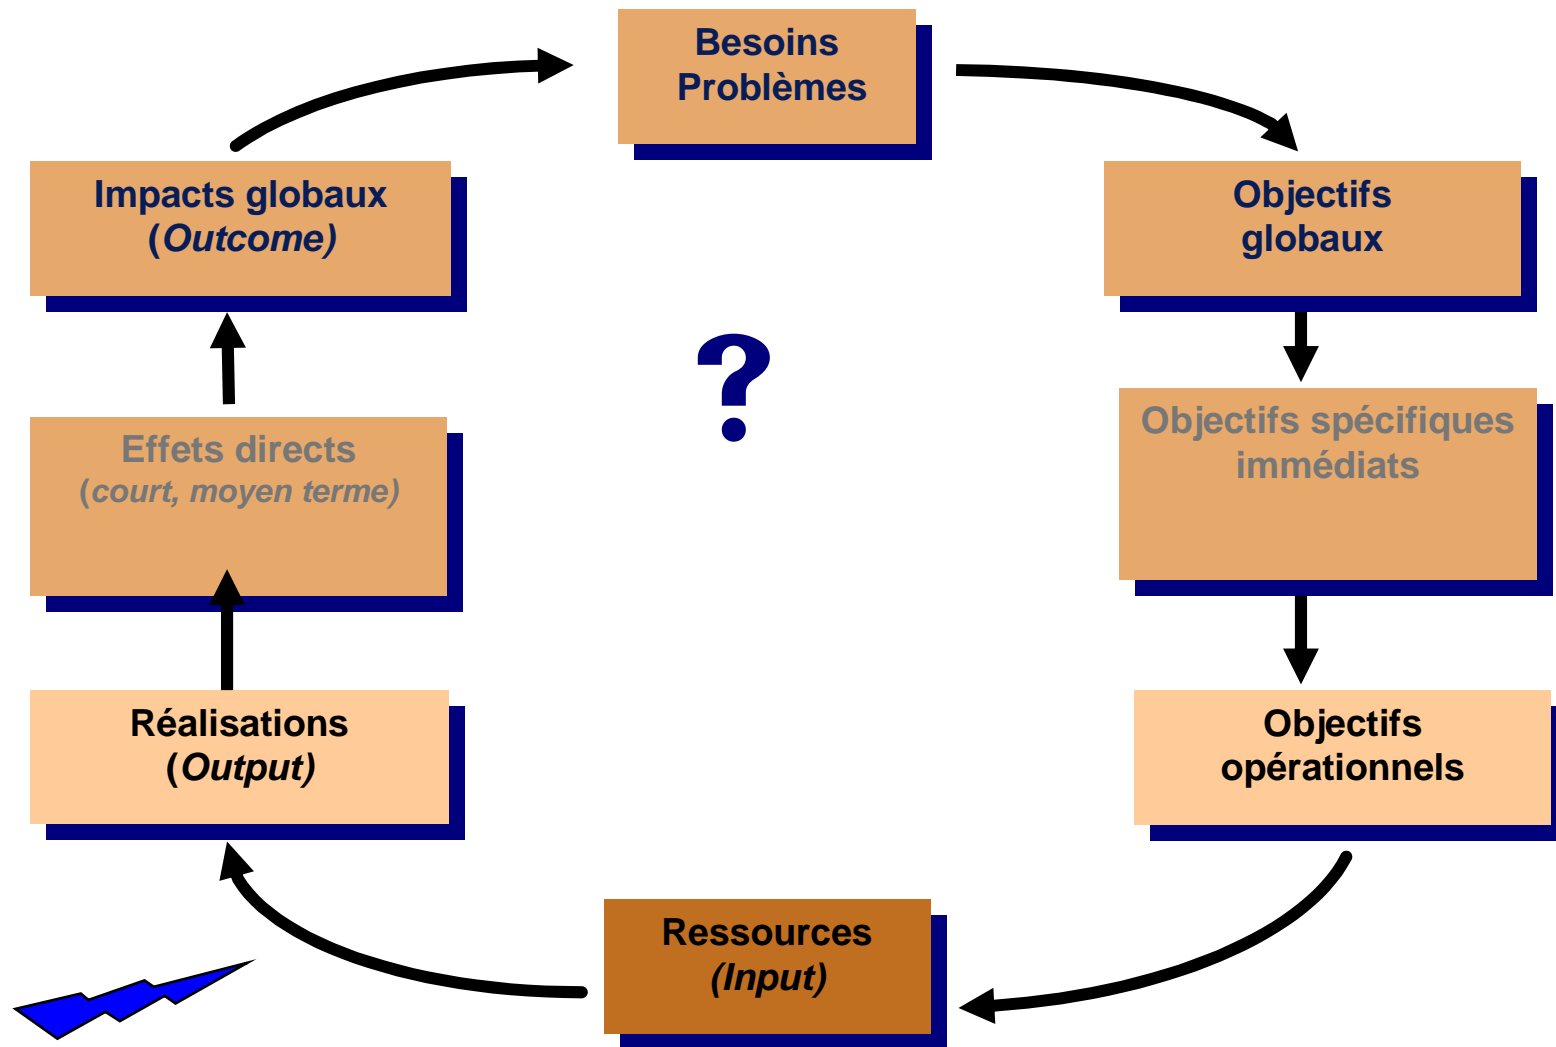 Besoins
Problèmes
Impacts globaux
(Outcome)
Objectifs
globaux
?
Effets directs
(court, moyen terme)
Objectifs spécifiques
immédiats
Réalisations
(Output)
Objectifs
opérationnels
Ressources
(Input)